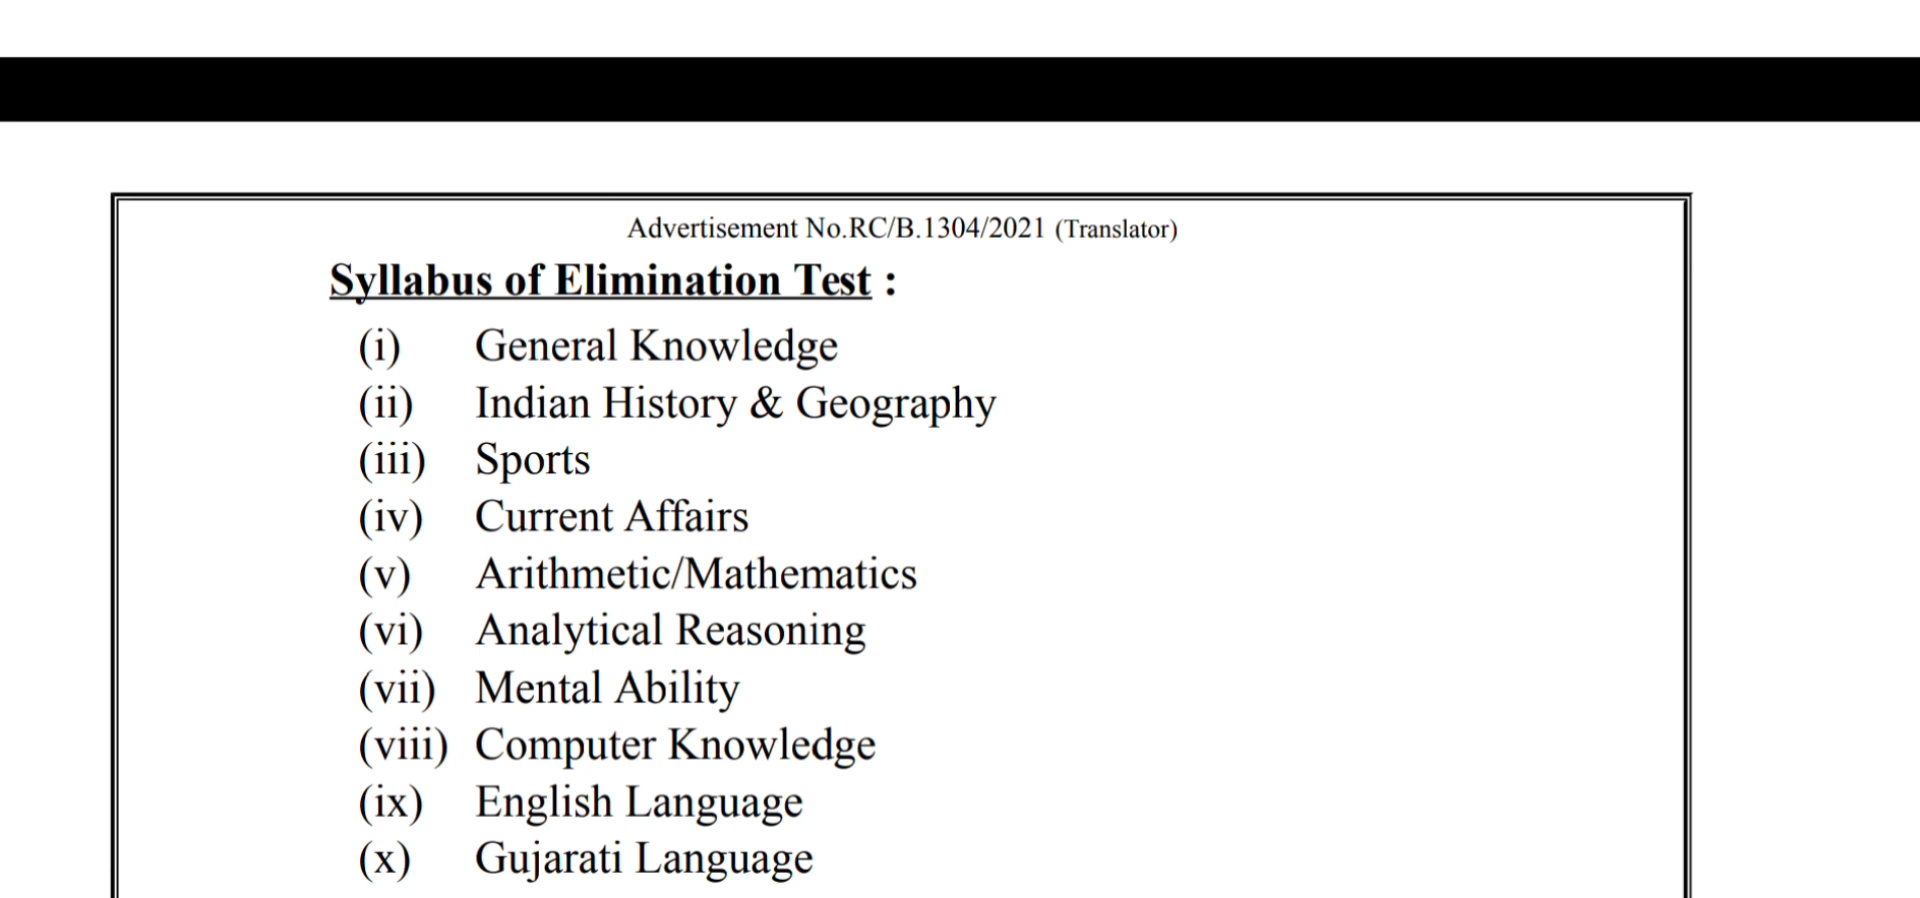 Advertisement No.RC/B.1304/2021 (Translator)
Syllabus of Elimination Test :
(i) General Knowledge
(ii) Indian History & Geography
(iii) Sports
(iv) Current Affairs
(v) Arithmetic/Mathematics
(vi) Analytical Reasoning
(vii) Mental Ability
(viii) Computer Knowledge
(ix) English Language
(x) Gujarati Language